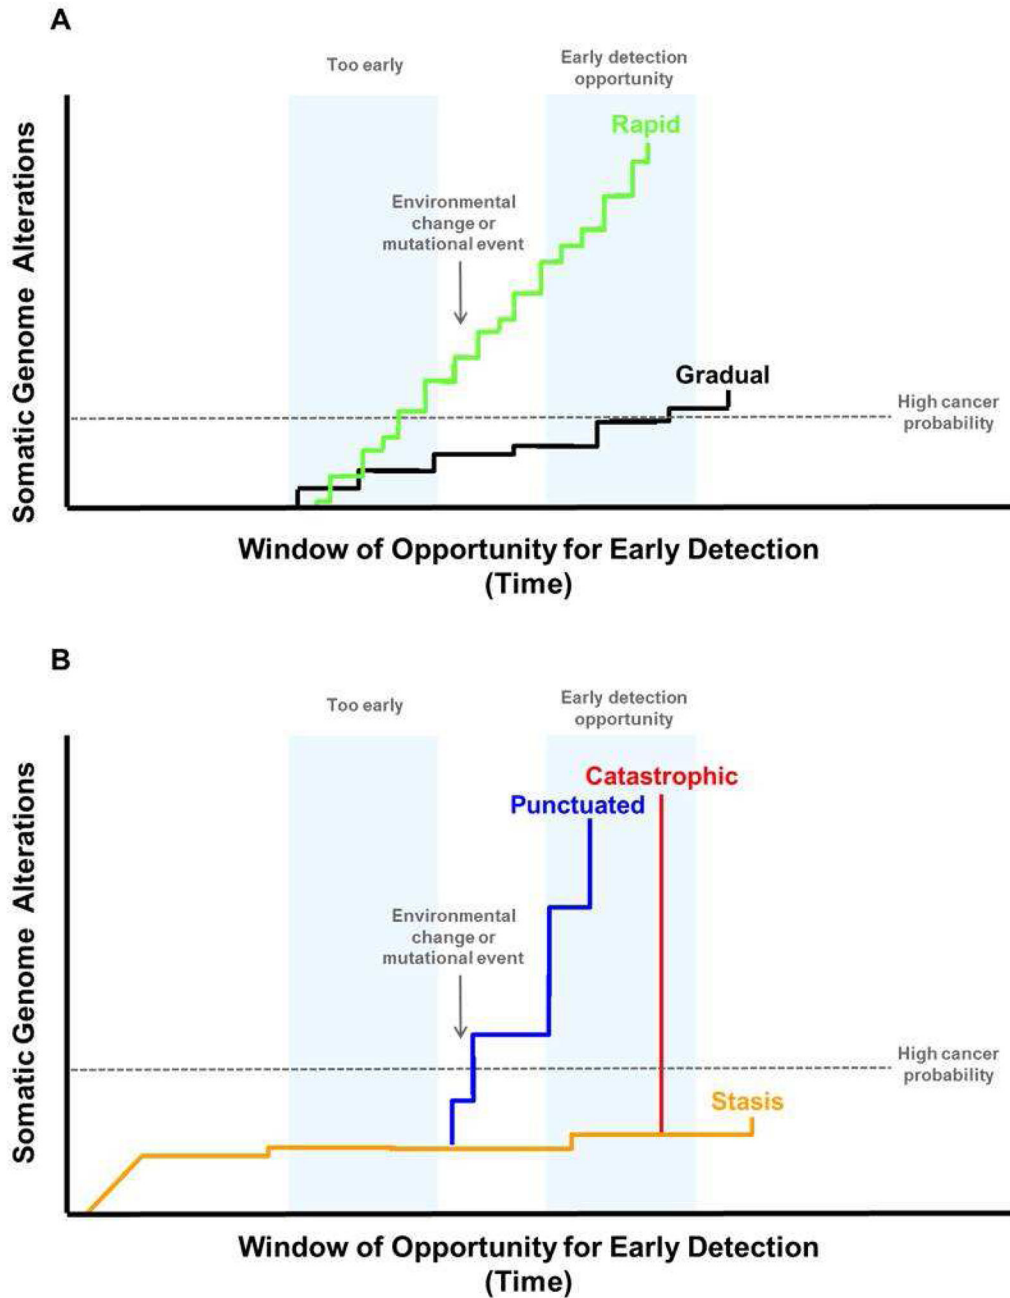 A
Too early
Early detection
opportunity
Rapid
Environmental
change or
mutational event
Gradual
High cancer
probability
Somatic Genome Alterations
Window of Opportunity for Early Detection
(Time)
B
Too early
Early detection
opportunity
Catastrophic
Punctuated
Environmental
change or
mutational event
High cancer
probability
Stasis
Somatic Genome Alterations
Window of Opportunity for Early Detection
(Time)